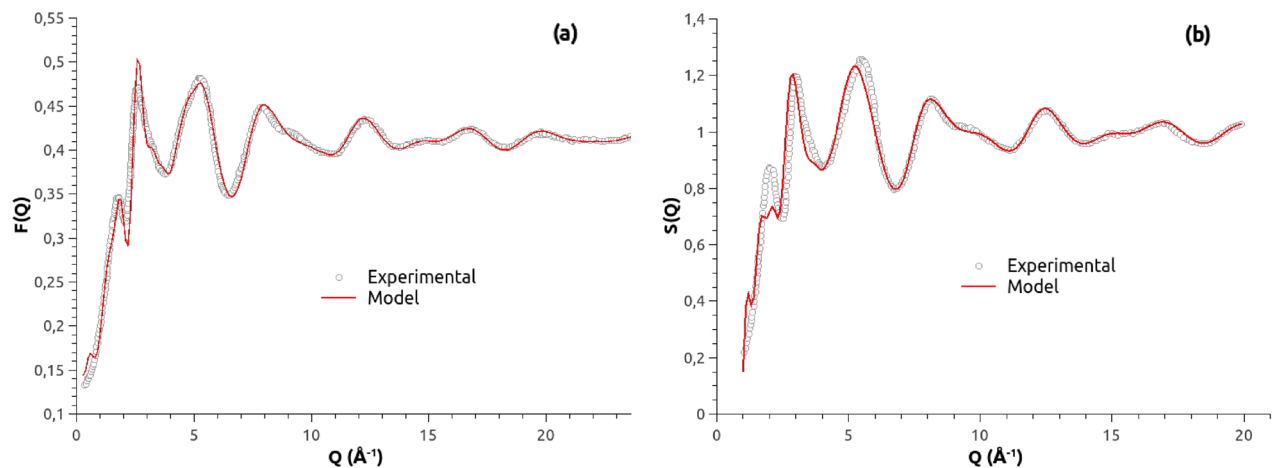 (a)
0,55
0,5
0,45
0,4
0,35
0,3
0,25
0,2
0,15
0,1
F(Q)
Experimental
Model
0 5 10 15 20
Q (Å⁻¹)
(b)
1,4
1,2
1
0,8
0,6
0,4
0,2
0
S(Q)
Experimental
Model
0 5 10 15 20
Q (Å⁻¹)